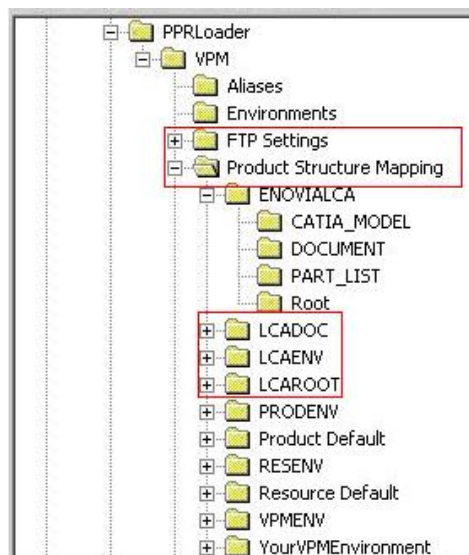 PPRLoader
VPM
Aliases
Environments
FTP Settings
Product Structure Mapping
ENOVIALCA
CATIA_MODEL
DOCUMENT
PART_LIST
Root
LCADOC
LCAENV
LCAROOT
PRODENV
Product Default
RESENV
Resource Default
VPMENV
YourVPMEnvironment